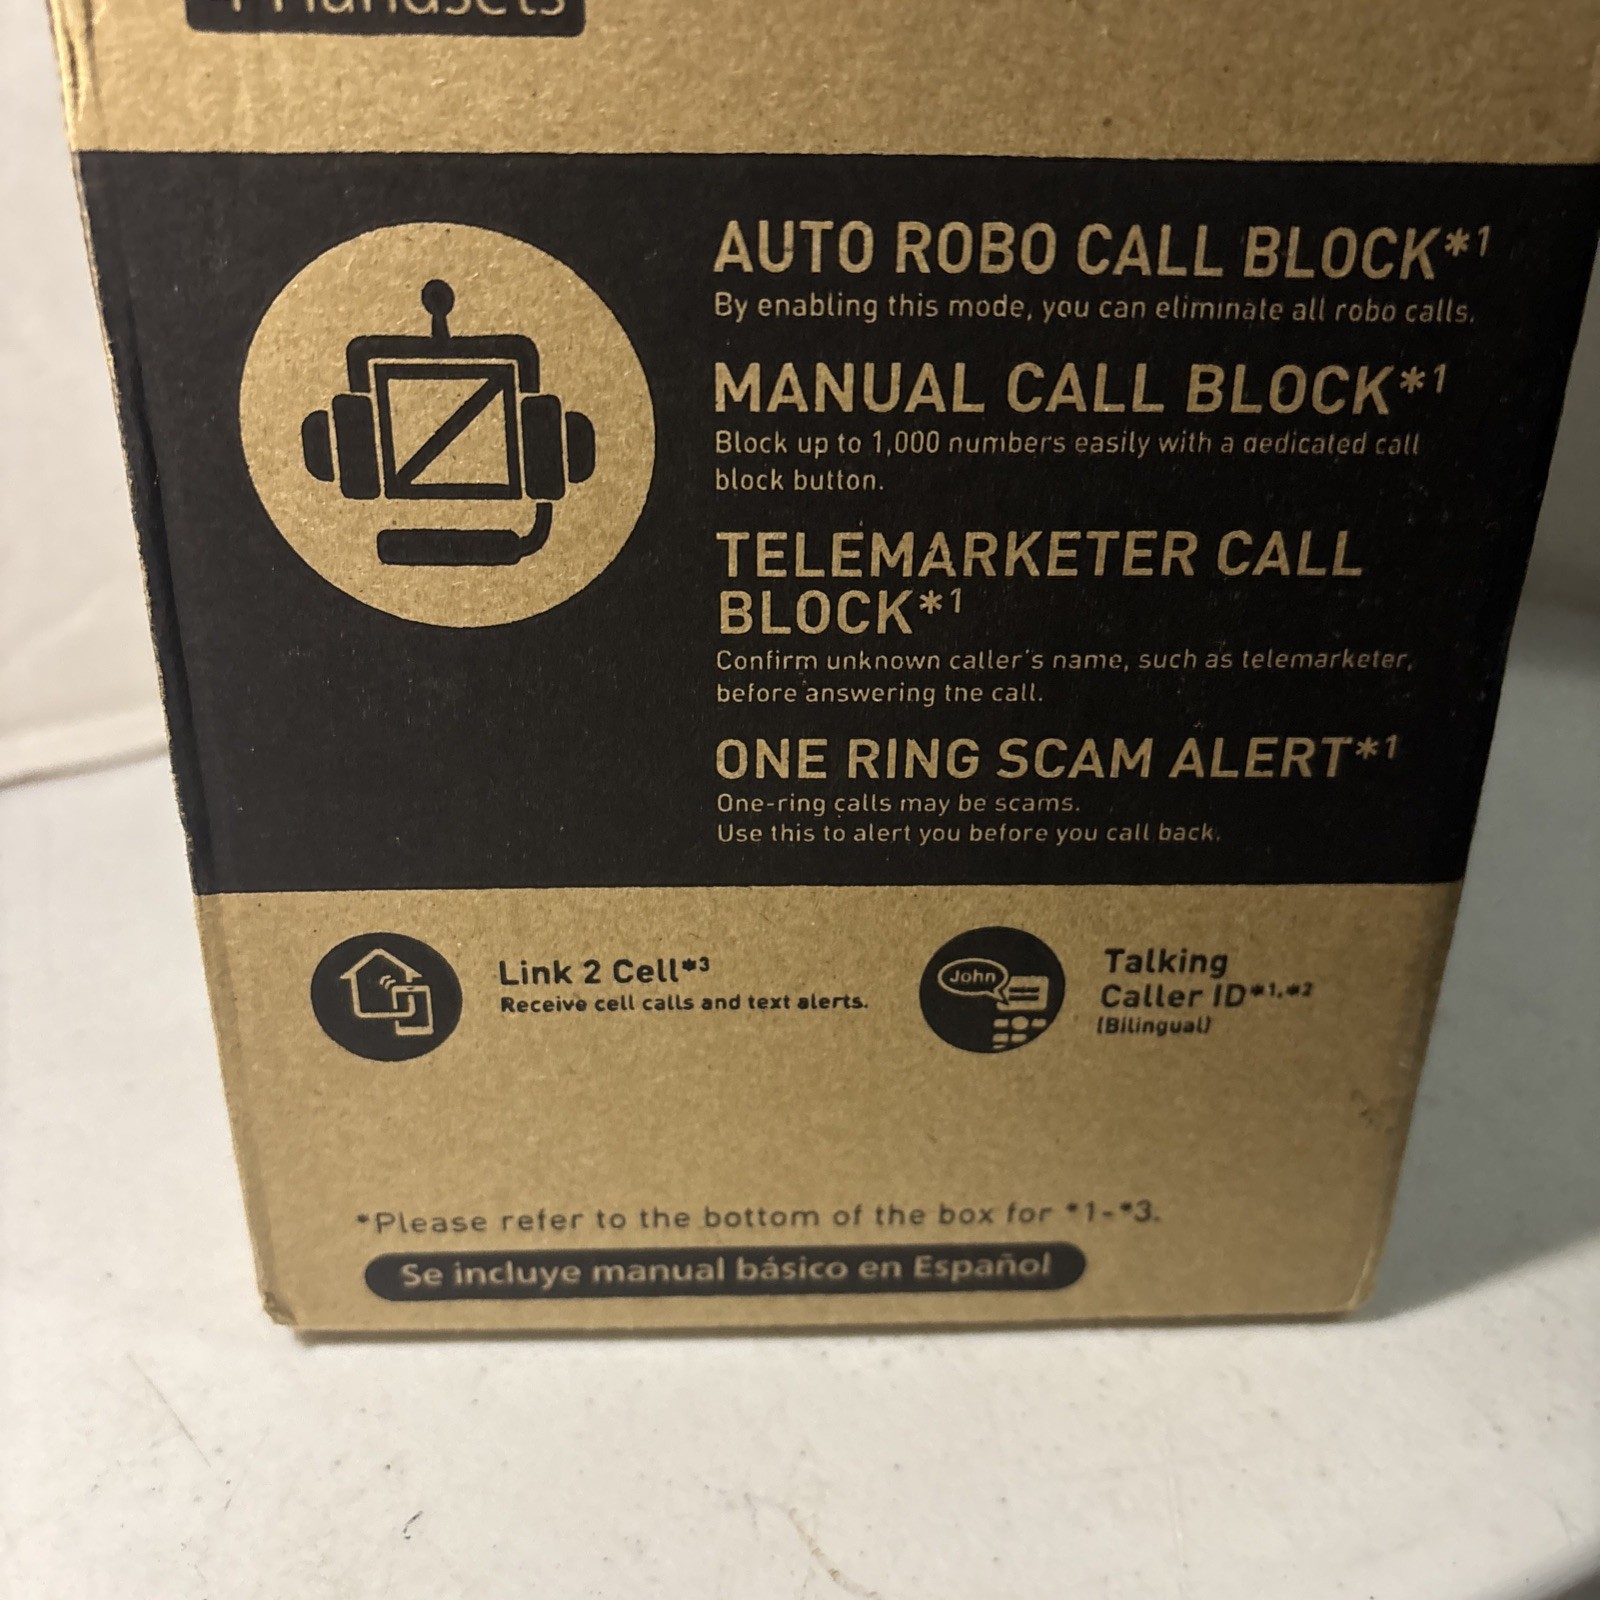 Handsets
AUTO ROBO CALL BLOCK*1
By enabling this mode, you can eliminate all robo calls.
MANUAL CALL BLOCK*1
Block up to 1,000 numbers easily with a dedicated call
block button.
TELEMARKETER CALL
BLOCK*1
Confirm unknown caller's name, such as telemarketer,
before answering the call.
ONE RING SCAM ALERT*1
One-ring calls may be scams.
Use this to alert you before you call back.
Link 2 Cell*3
Receive cell calls and text alerts.
John
Talking
Caller ID*1,*2
(Bilingual)
*Please refer to the bottom of the box for *1-*3.
Se incluye manual básico en Español